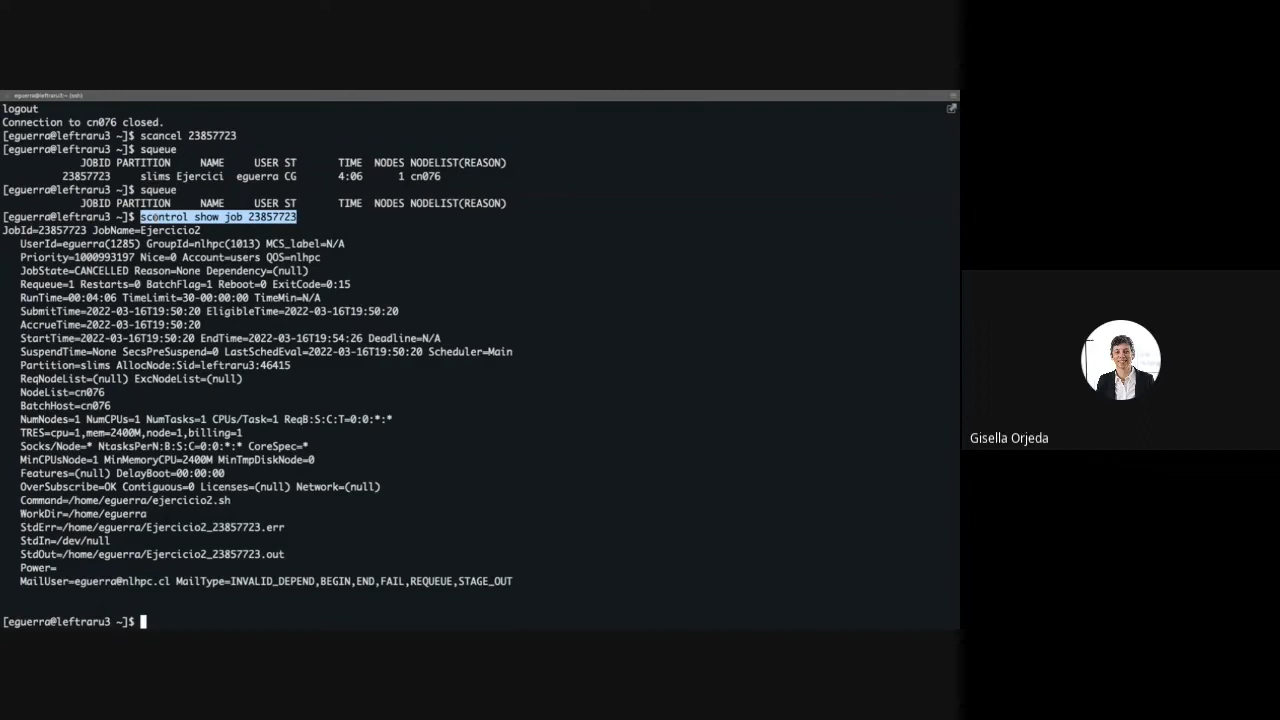 eguerra@leftraru3:~ (ssh)
logout
Connection to cn076 closed.
[eguerra@leftraru3 ~]$ scancel 23857723
[eguerra@leftraru3 ~]$ squeue
JOBID PARTITION NAME USER ST TIME NODES NODELIST(REASON)
23857723 slims Ejercici eguerra CG 4:06 1 cn076
[eguerra@leftraru3 ~]$ squeue
JOBID PARTITION NAME USER ST TIME NODES NODELIST(REASON)
[eguerra@leftraru3 ~]$ scontrol show job 23857723
JobId=23857723 JobName=Ejercicio2
UserId=eguerra(1285) GroupId=nlhpc(1013) MCS_label=N/A
Priority=1000993197 Nice=0 Account=users QOS=nlhpc
JobState=CANCELLED Reason=None Dependency=(null)
Requeue=1 Restarts=0 BatchFlag=1 Reboot=0 ExitCode=0:15
RunTime=00:04:06 TimeLimit=30-00:00:00 TimeMin=N/A
SubmitTime=2022-03-16T19:50:20 EligibleTime=2022-03-16T19:50:20
AccrueTime=2022-03-16T19:50:20
StartTime=2022-03-16T19:50:20 EndTime=2022-03-16T19:54:26 Deadline=N/A
SuspendTime=None SecsPreSuspend=0 LastSchedEval=2022-03-16T19:50:20 Scheduler=Main
Partition=slims AllocNode:Sid=leftraru3:46415
ReqNodeList=(null) ExcNodeList=(null)
NodeList=cn076
BatchHost=cn076
NumNodes=1 NumCPUs=1 NumTasks=1 CPUs/Task=1 ReqB:S:C:T=0:0:*:*
TRES=cpu=1,mem=2400M,node=1,billing=1
Socks/Node=* NtasksPerN:B:S:C=0:0:*:* CoreSpec=*
MinCPUsNode=1 MinMemoryCPU=2400M MinTmpDiskNode=0
Features=(null) DelayBoot=00:00:00
OverSubscribe=OK Contiguous=0 Licenses=(null) Network=(null)
Command=/home/eguerra/ejercicio2.sh
WorkDir=/home/eguerra
StdErr=/home/eguerra/Ejercicio2_23857723.err
StdIn=/dev/null
StdOut=/home/eguerra/Ejercicio2_23857723.out
Power=
MailUser=eguerra@nlhpc.cl MailType=INVALID_DEPEND,BEGIN,END,FAIL,REQUEUE,STAGE_OUT
[eguerra@leftraru3 ~]$
Gisella Orjeda